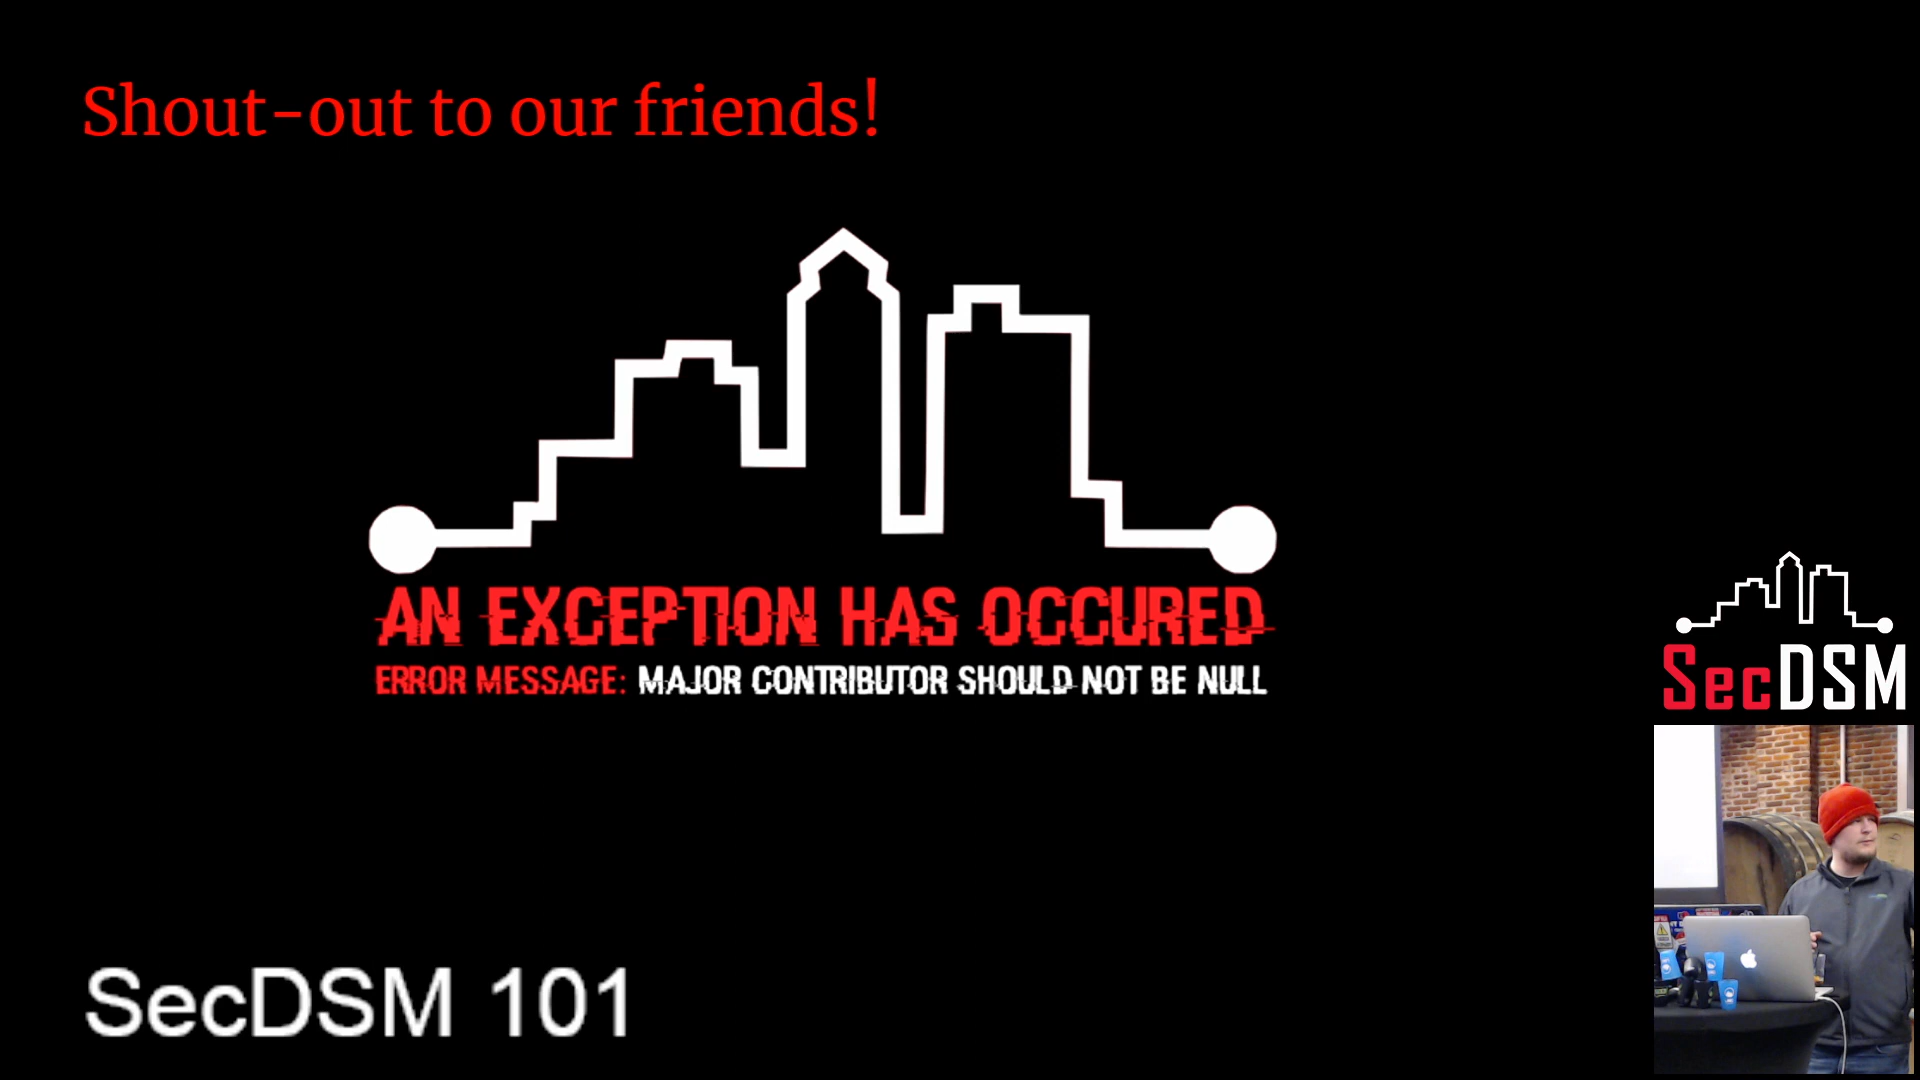 Shout-out to our friends!
AN EXCEPTION HAS OCCURED
ERROR MESSAGE: MAJOR CONTRIBUTOR SHOULD NOT BE NULL
SecDSM
SecDSM 101